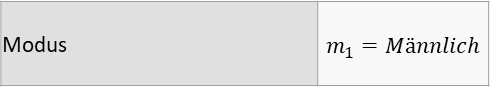 Modus m₁ = Männlich